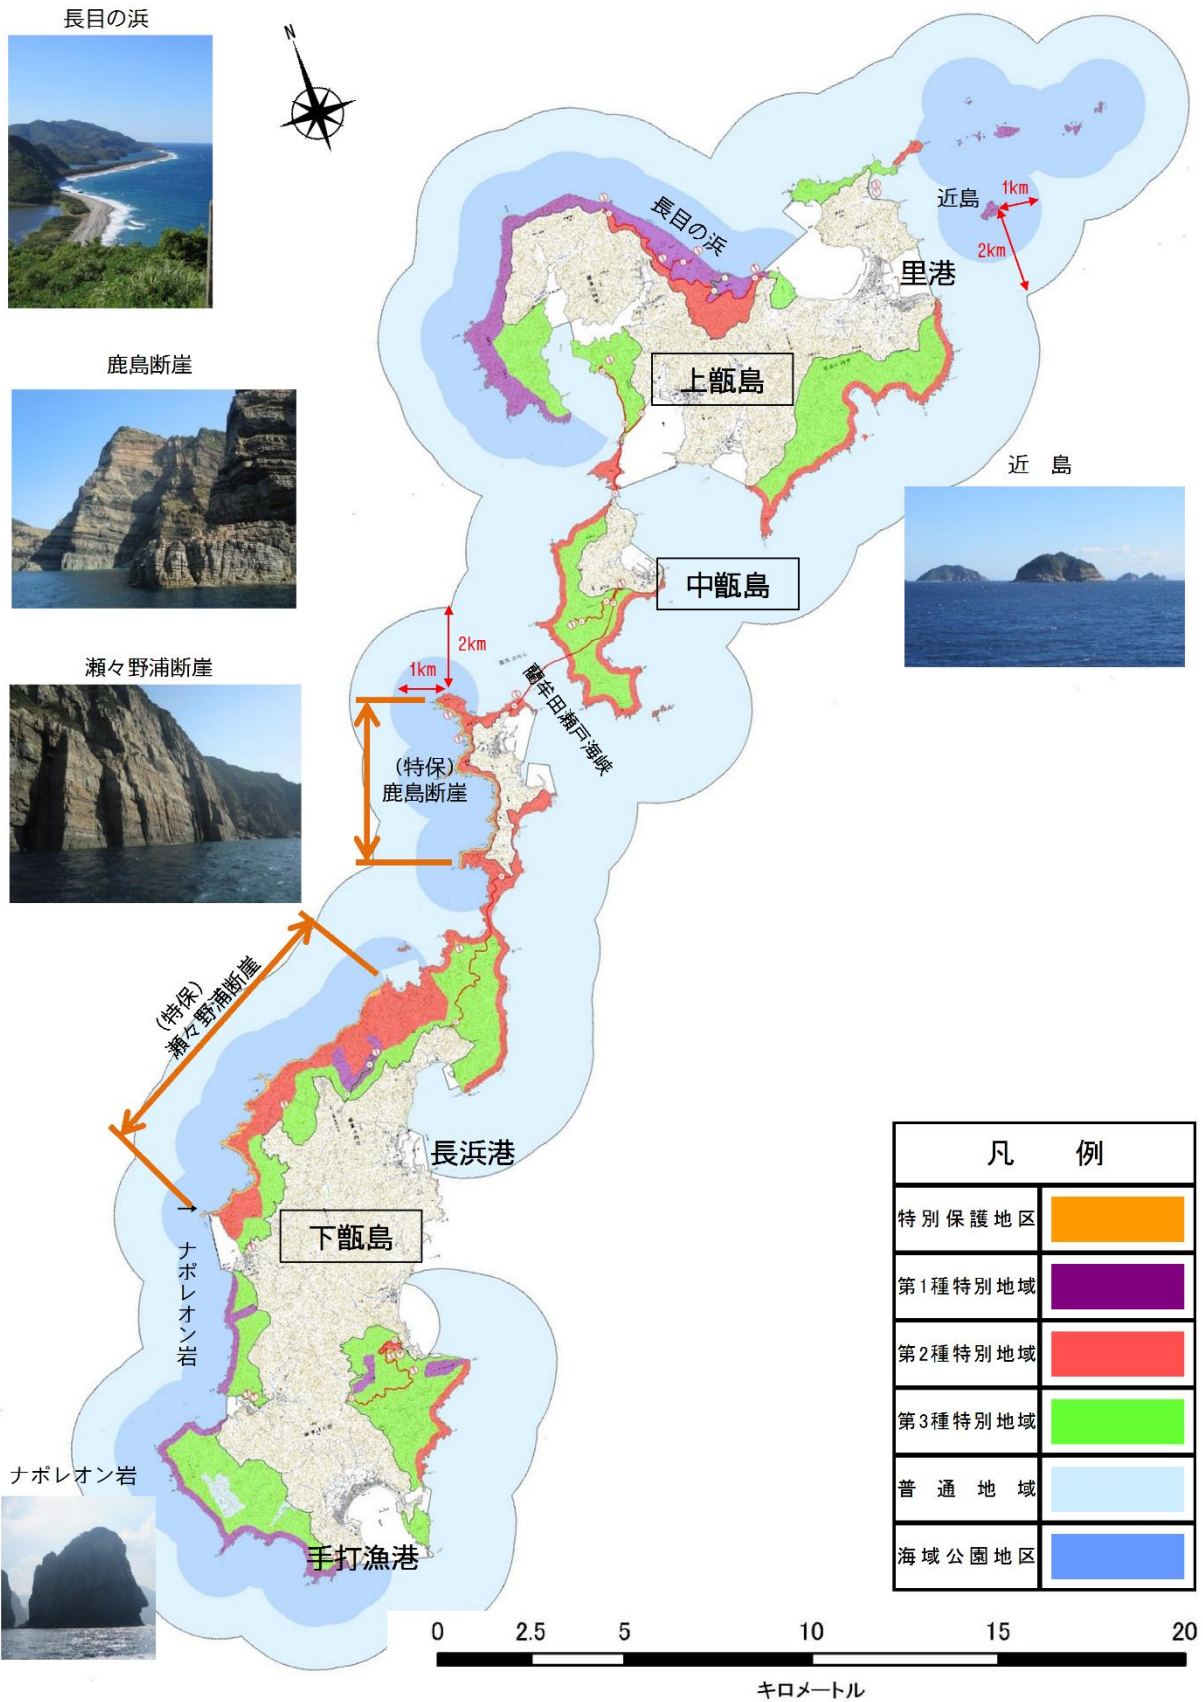 長目の浜
N
長目の浜
近島
1km
2km
里港
鹿島断崖
上甑島
近 島
中甑島
2km
1km
瀬々野浦断崖
藺牟田瀬戸海峡
(特保)
鹿島断崖
(特保)
瀬々野浦断崖
長浜港
下甑島
ナポレオン岩
ナポレオン岩
手打漁港
凡 例
特別保護地区
第1種特別地域
第2種特別地域
第3種特別地域
普通地域
海域公園地区
0 2.5 5 10 15 20
キロメートル